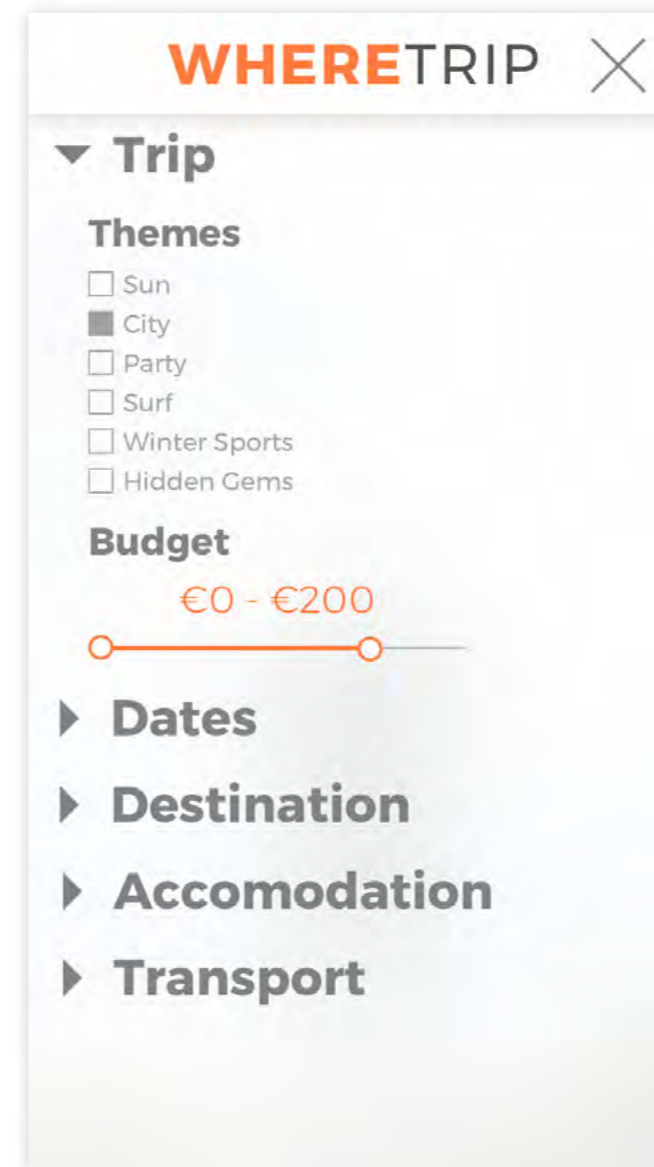 WHERETRIP
Trip
Themes
Sun
City
Party
Surf
Winter Sports
Hidden Gems
Budget
€0 - €200
Dates
Destination
Accomodation
Transport